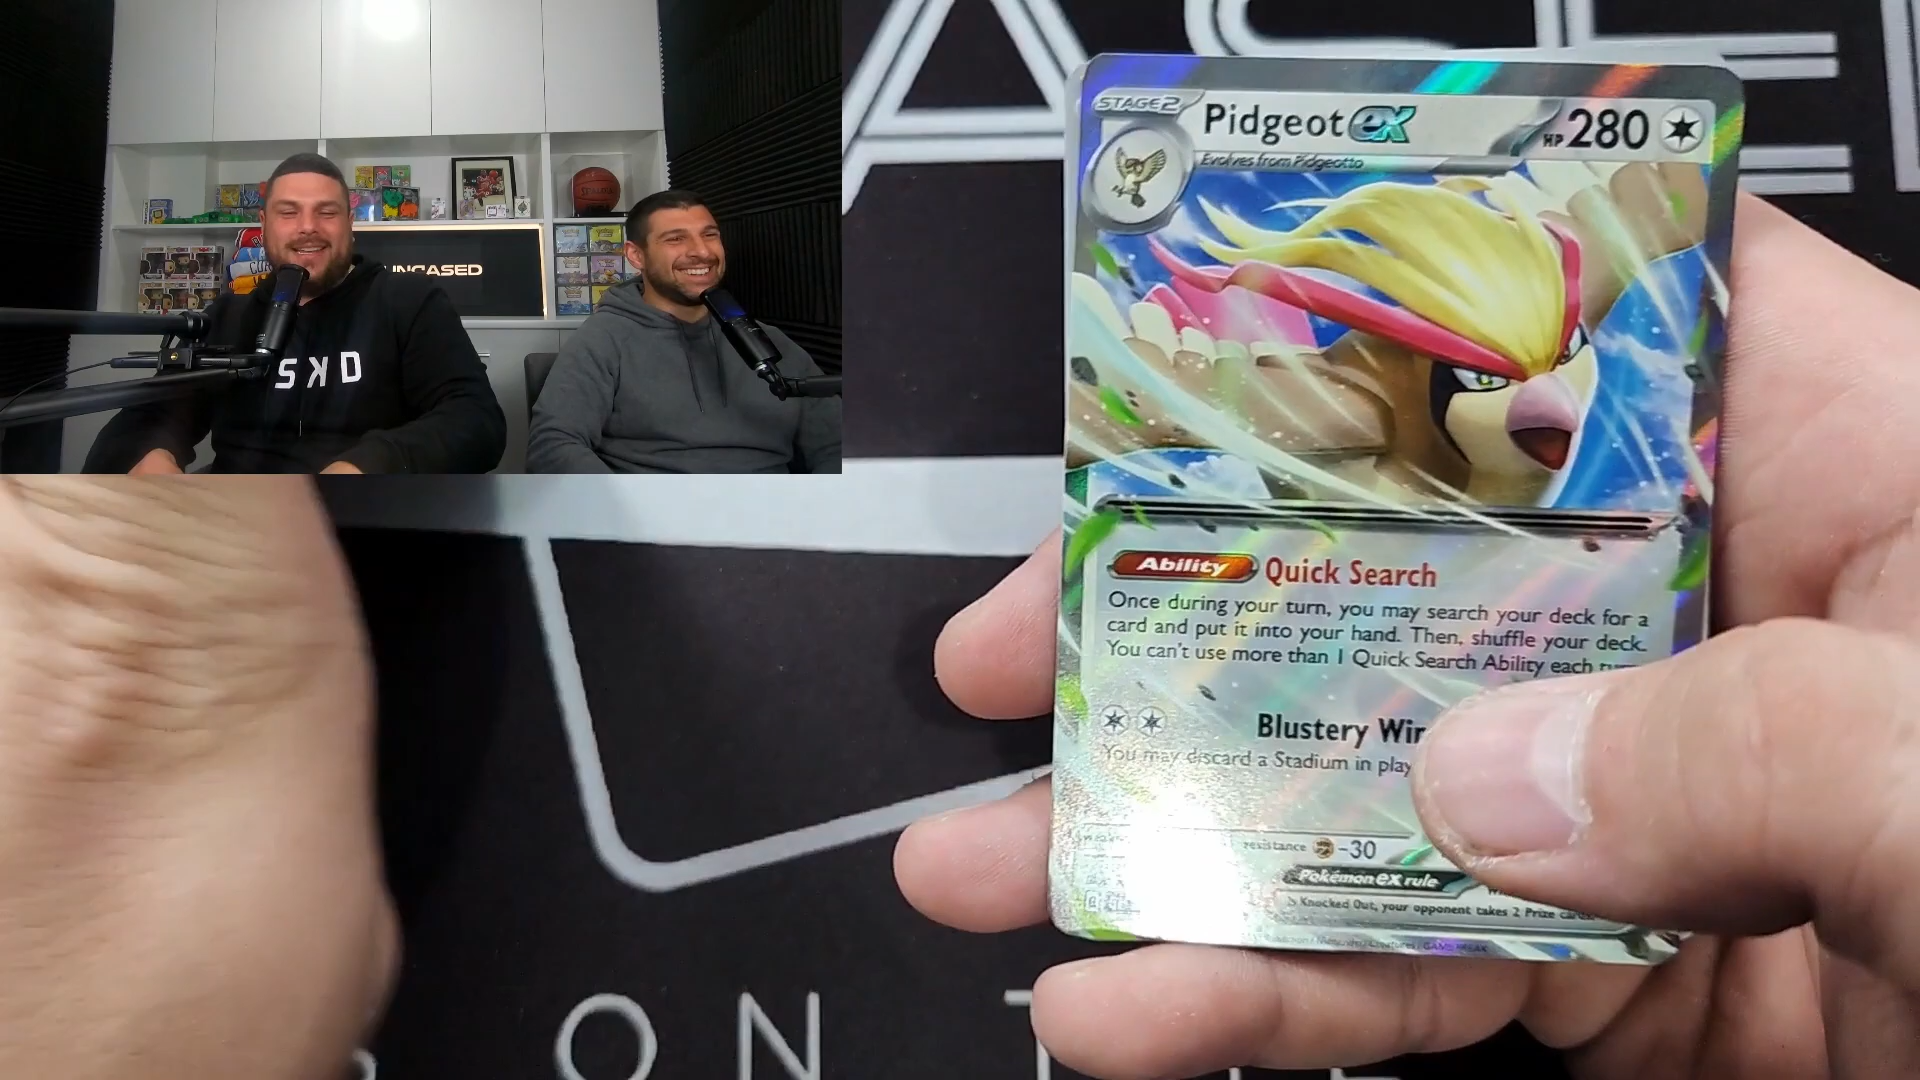 ASE
STAGE2
Pidgeot ex
HP 280
Evolves from Pidgeotto
UNCASED
SKD
Ability Quick Search
Once during your turn, you may search your deck for a
card and put it into your hand. Then, shuffle your deck.
You can't use more than 1 Quick Search Ability each
Blustery
You may discard a Stadium in play
resistance -30
Pokémon ex rule
is Knocked Out, your opponent takes 2 Prize cards.
ON